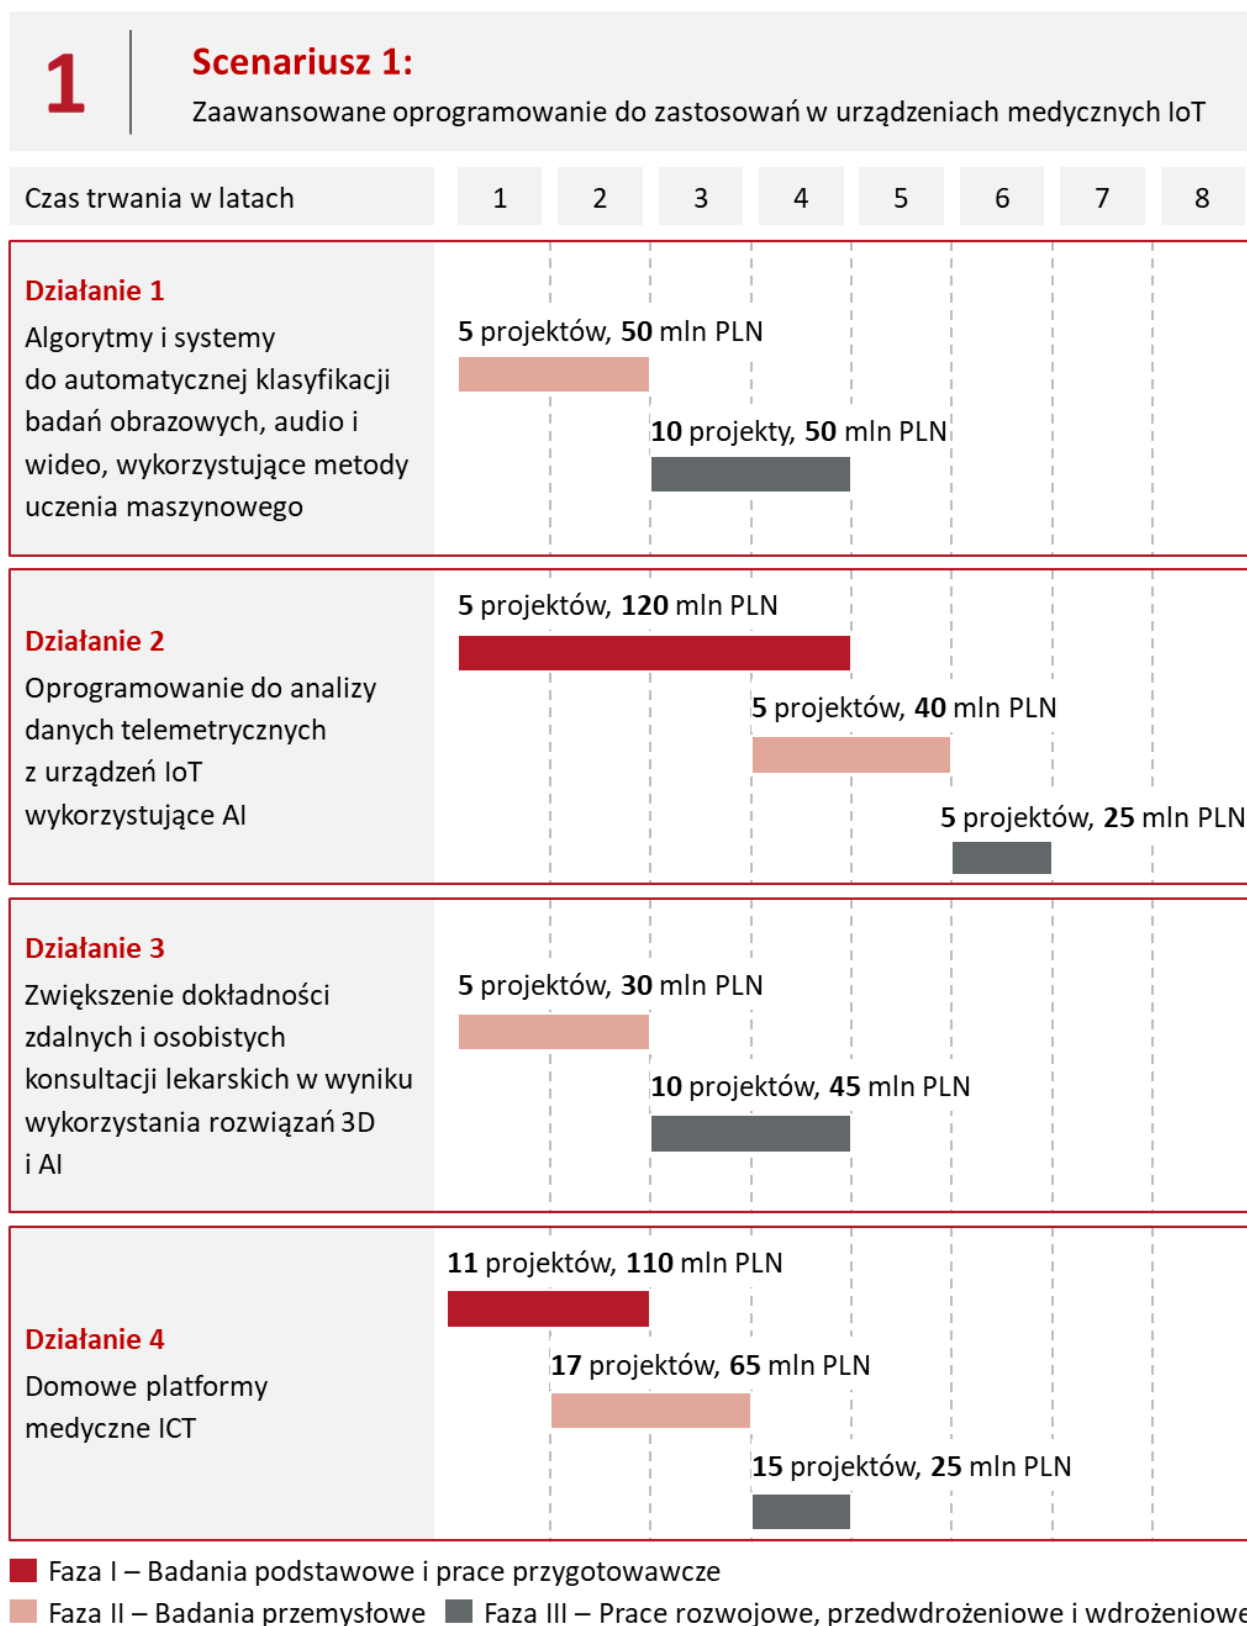 1
Scenariusz 1:
Zaawansowane oprogramowanie do zastosowań w urządzeniach medycznych IoT
Czas trwania w latach 1 2 3 4 5 6 7 8
Działanie 1
Algorytmy i systemy
do automatycznej klasyfikacji
badań obrazowych, audio i
wideo, wykorzystujące metody
uczenia maszynowego
5 projektów, 50 mln PLN
10 projekty, 50 mln PLN
Działanie 2
Oprogramowanie do analizy
danych telemetrycznych
z urządzeń IoT
wykorzystujące AI
5 projektów, 120 mln PLN
5 projektów, 40 mln PLN
5 projektów, 25 mln PLN
Działanie 3
Zwiększenie dokładności
zdalnych i osobistych
konsultacji lekarskich w wyniku
wykorzystania rozwiązań 3D
i AI
5 projektów, 30 mln PLN
10 projektów, 45 mln PLN
Działanie 4
Domowe platformy
medyczne ICT
11 projektów, 110 mln PLN
17 projektów, 65 mln PLN
15 projektów, 25 mln PLN
Faza I – Badania podstawowe i prace przygotowawcze
Faza II – Badania przemysłowe Faza III – Prace rozwojowe, przedwdrożeniowe i wdrożeniowe